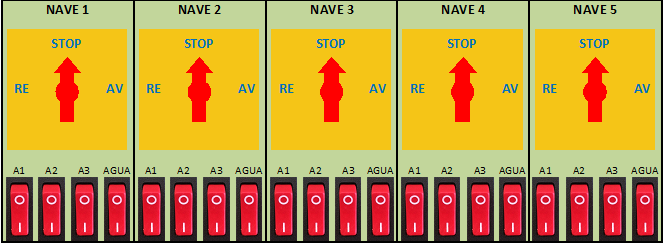 NAVE 1 NAVE 2 NAVE 3 NAVE 4 NAVE 5
STOP STOP STOP STOP STOP
RE AV RE AV RE AV RE AV RE AV
A1 A2 A3 AGUA A1 A2 A3 AGUA A1 A2 A3 AGUA A1 A2 A3 AGUA A1 A2 A3 AGUA